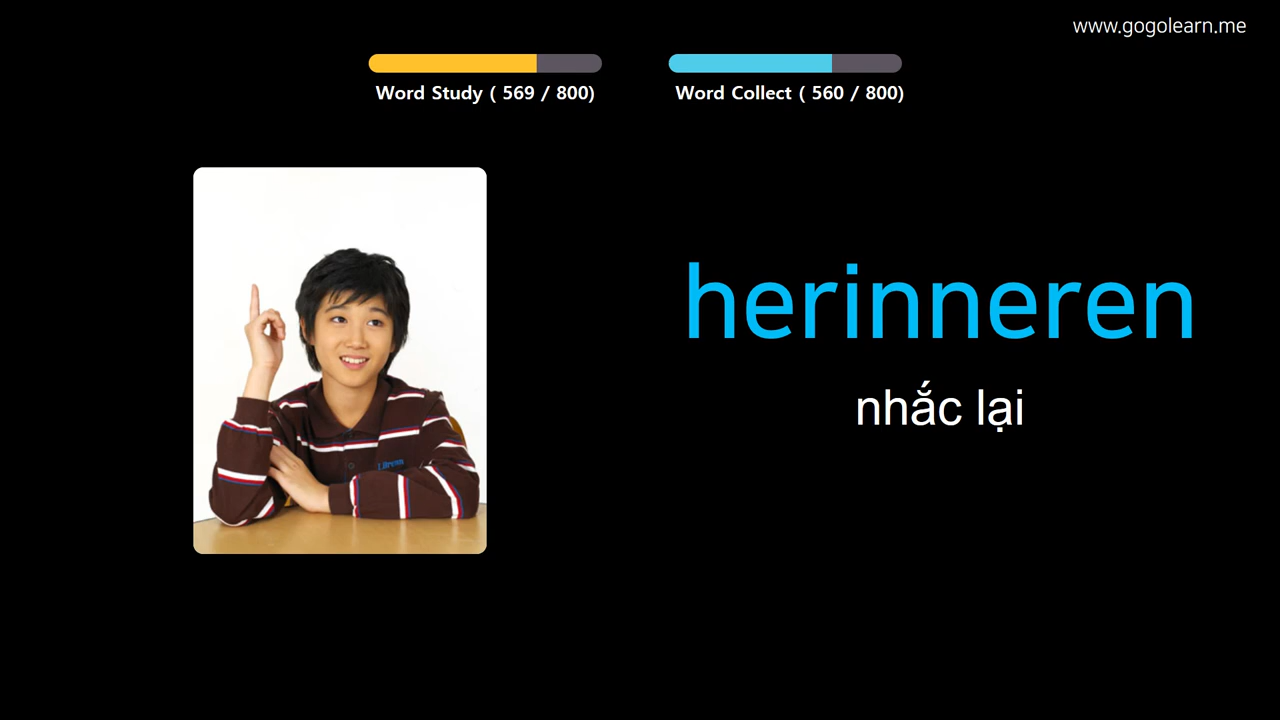 www.gogolearn.me
Word Study ( 569 / 800)
Word Collect ( 560 / 800)
herinneren
nhắc lại